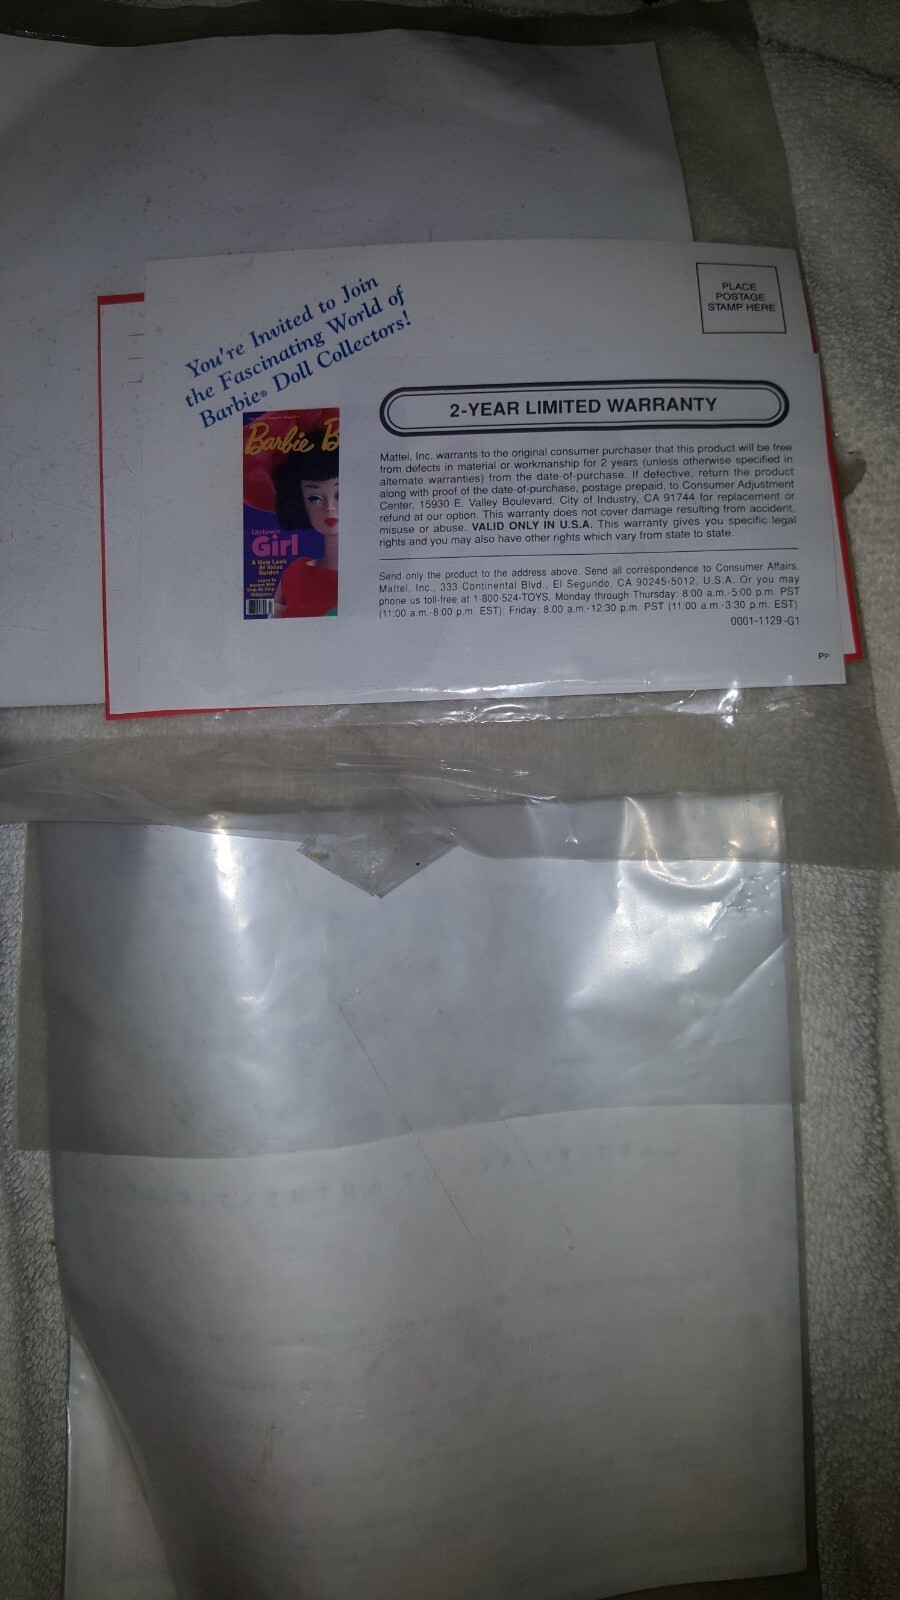 You're Invited to Join
the Fascinating World of
Barbie® Doll Collectors!
PLACE
POSTAGE
STAMP HERE
Barbie B
Uptown
Girl
A New Look
At Value
Guides
2-YEAR LIMITED WARRANTY
Mattel, Inc. warrants to the original consumer purchaser that this product will be free
from defects in material or workmanship for 2 years (unless otherwise specified in
alternate warranties) from the date-of-purchase. If defective, return the product
along with proof of the date-of-purchase, postage prepaid, to Consumer Adjustment
Center, 15930 E. Valley Boulevard, City of Industry, CA 91744 for replacement or
refund at our option. This warranty does not cover damage resulting from accident,
misuse or abuse. VALID ONLY IN U.S.A. This warranty gives you specific legal
rights and you may also have other rights which vary from state to state.
Send only the product to the address above. Send all correspondence to Consumer Affairs,
Mattel, Inc., 333 Continental Blvd., El Segundo, CA 90245-5012, U.S.A. Or you may
phone us toll-free at 1-800-524-TOYS, Monday through Thursday: 8:00 a.m.-5:00 p.m. PST
(11:00 a.m.-8:00 p.m. EST); Friday: 8:00 a.m.-12:30 p.m. PST (11:00 a.m.-3:30 p.m. EST)
0001-1129-G1
PP